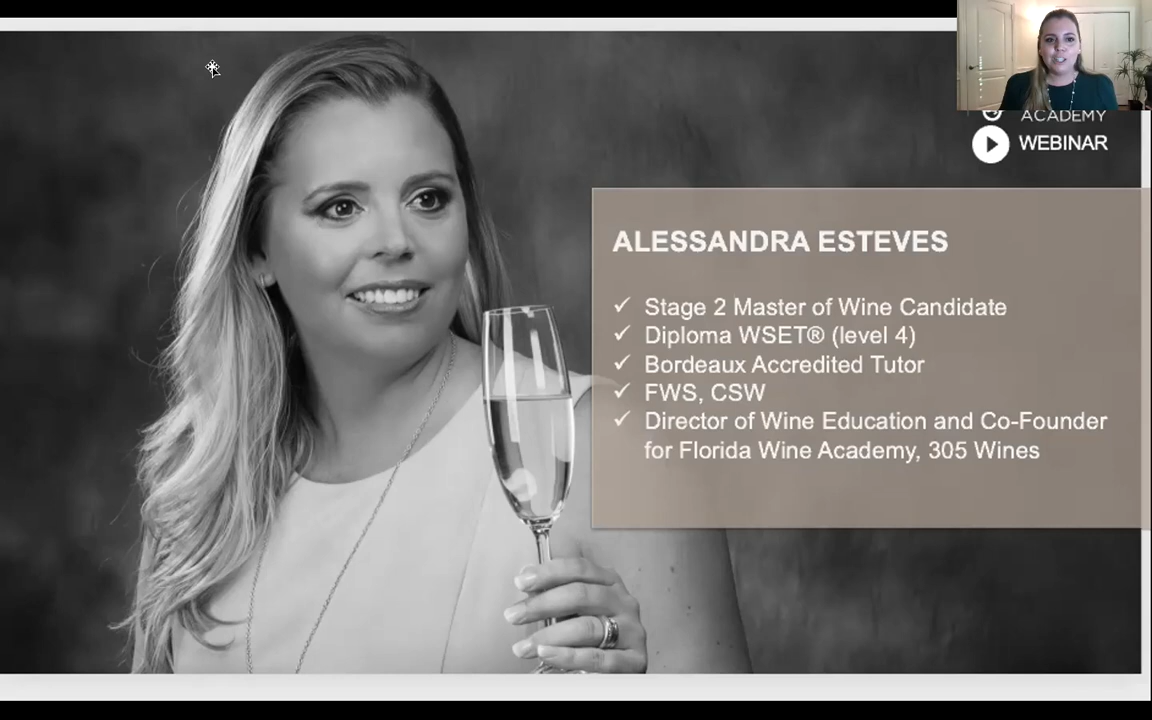 ACADEMY
WEBINAR
ALESSANDRA ESTEVES
✓ Stage 2 Master of Wine Candidate
✓ Diploma WSET® (level 4)
✓ Bordeaux Accredited Tutor
✓ FWS, CSW
✓ Director of Wine Education and Co-Founder
for Florida Wine Academy, 305 Wines